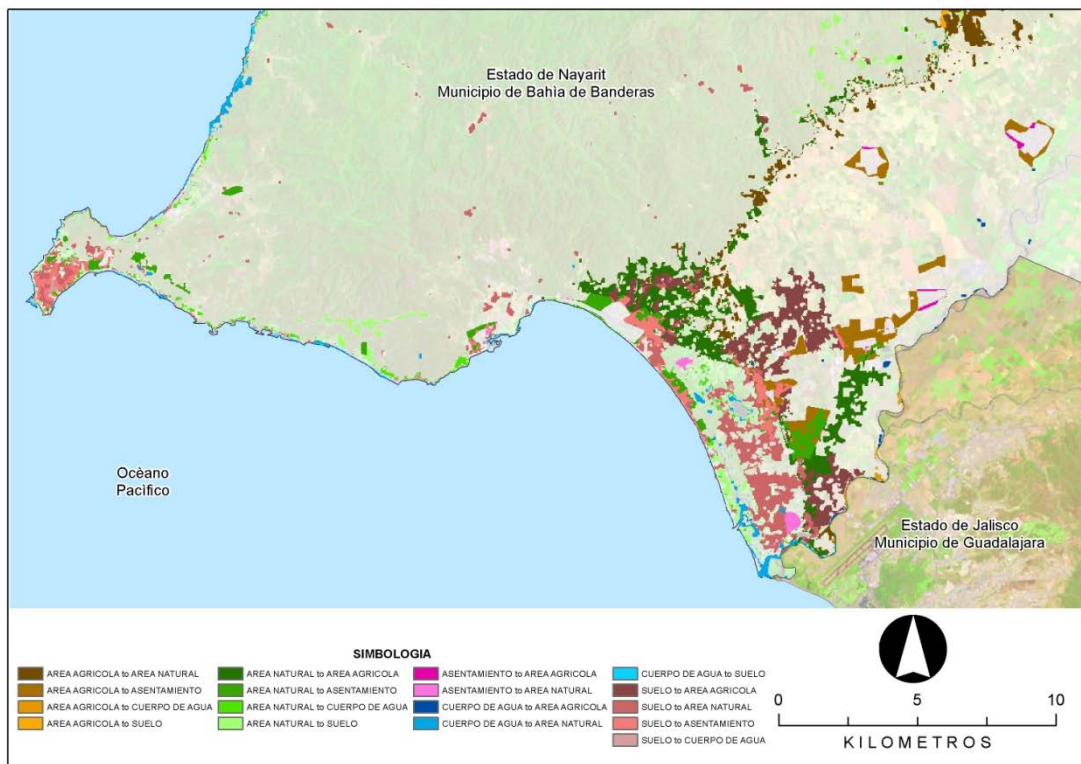 Estado de Nayarit
Municipio de Bahìa de Banderas
Ocèano
Pacìfico
Estado de Jalisco
Municipio de Guadalajara
SIMBOLOGIA
AREA AGRICOLA to AREA NATURAL
AREA AGRICOLA to ASENTAMIENTO
AREA AGRICOLA to CUERPO DE AGUA
AREA AGRICOLA to SUELO
AREA NATURAL to AREA AGRICOLA
AREA NATURAL to ASENTAMIENTO
AREA NATURAL to CUERPO DE AGUA
AREA NATURAL to SUELO
ASENTAMIENTO to AREA AGRICOLA
ASENTAMIENTO to AREA NATURAL
CUERPO DE AGUA to AREA AGRICOLA
CUERPO DE AGUA to AREA NATURAL
CUERPO DE AGUA to SUELO
SUELO to AREA AGRICOLA
SUELO to AREA NATURAL
SUELO to ASENTAMIENTO
SUELO to CUERPO DE AGUA
0 5 10
KILOMETROS